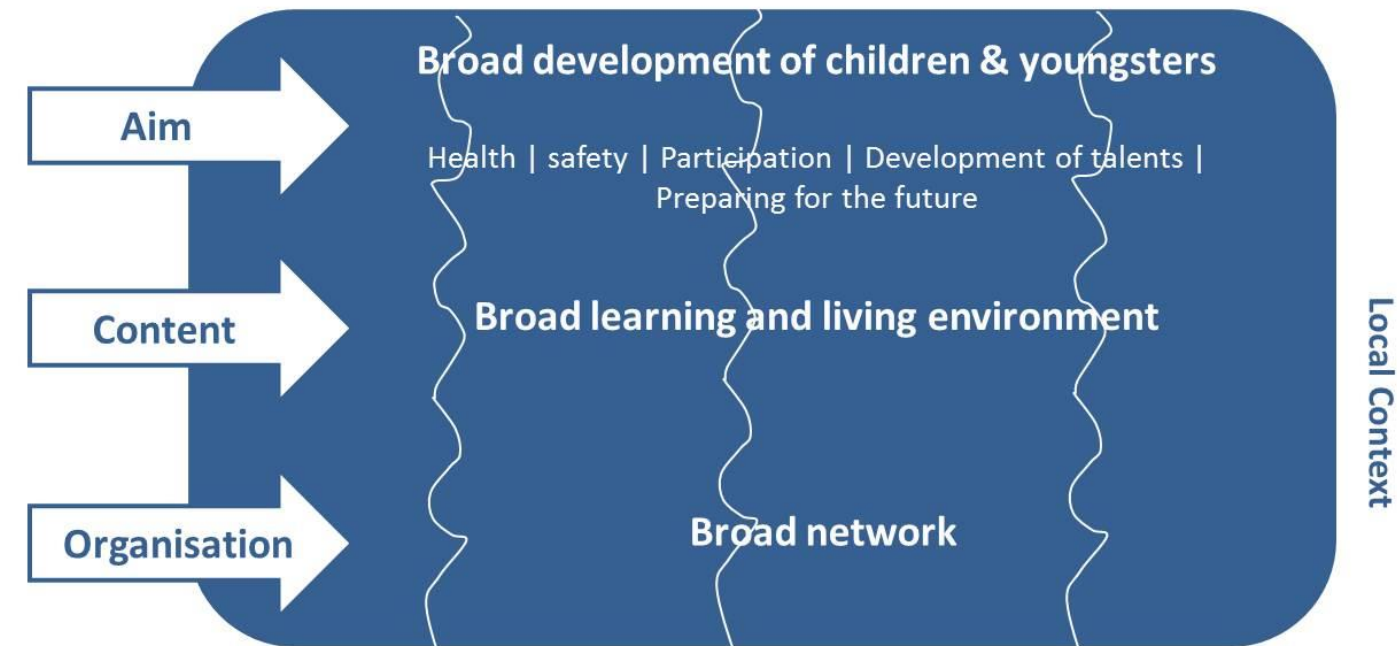 Broad development of children & youngsters
Aim
Health | safety | Participation | Development of talents |
Preparing for the future
Content
Broad learning and living environment
Organisation
Broad network
Local Context